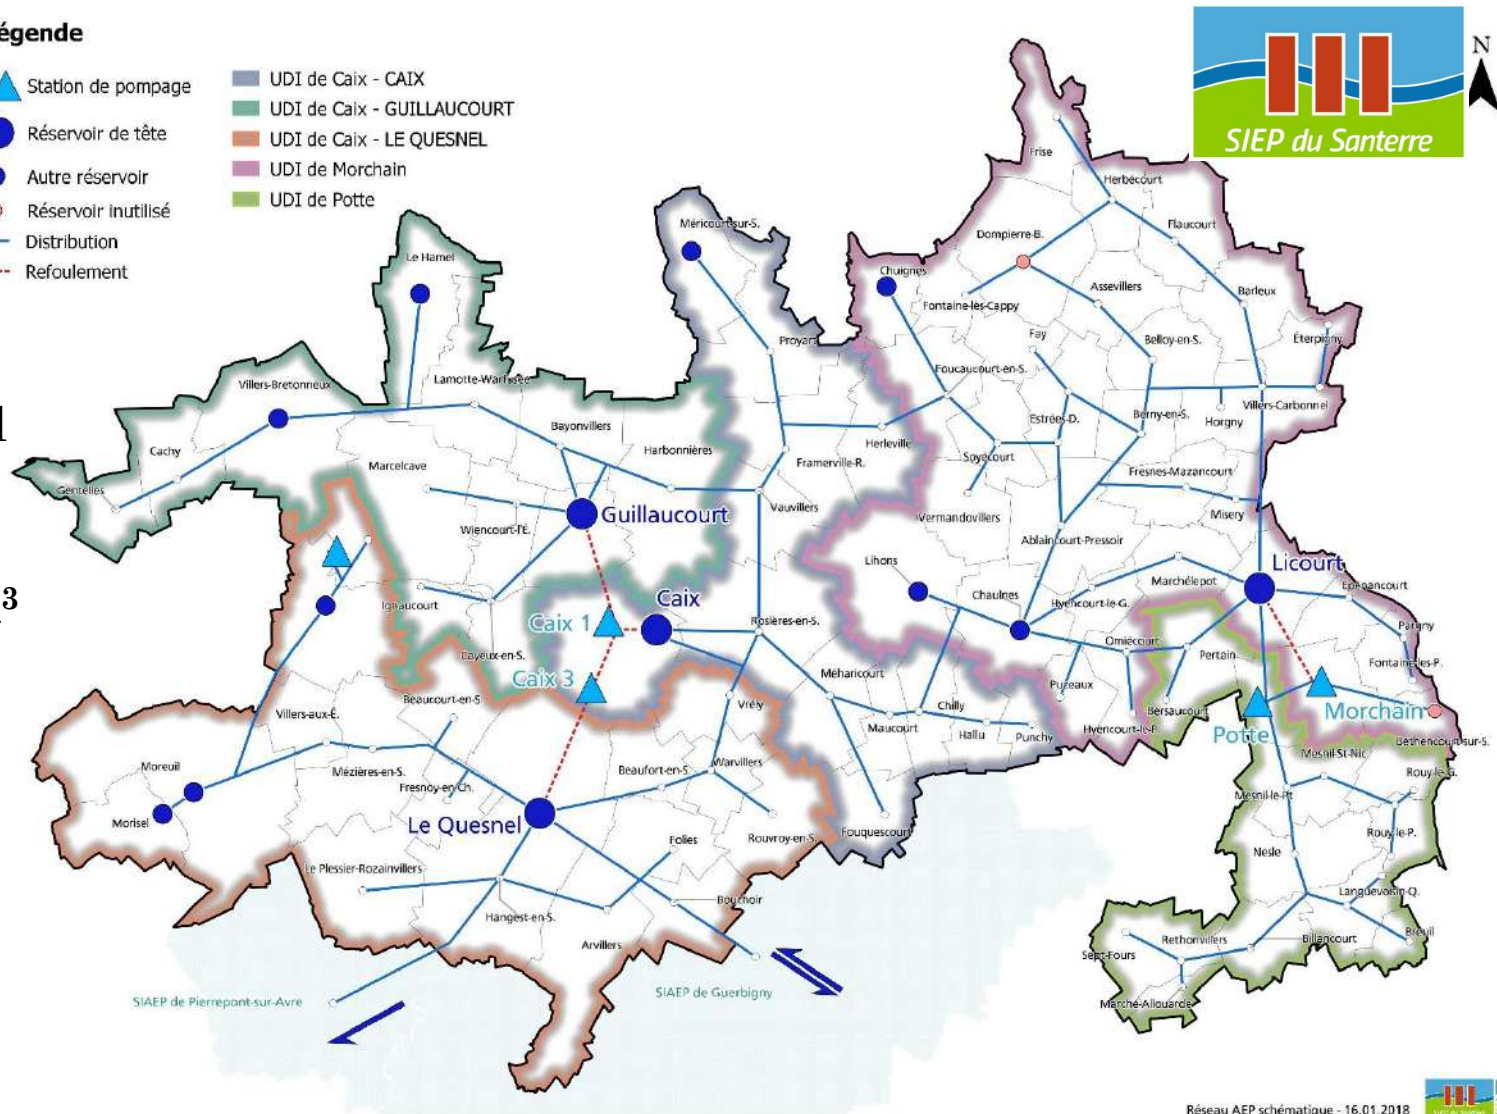 égende
Station de pompage
Réservoir de tête
Autre réservoir
Réservoir inutilisé
Distribution
Refoulement
UDI de Caix - CAIX
UDI de Caix - GUILLAUCOURT
UDI de Caix - LE QUESNEL
UDI de Morchain
UDI de Potte
SIEP du Santerre
N
Frise
Herbécourt
Méricourt-sur-S.
Flaucourt
Dompierre-B.
Le Hamel
Chuignes
Assevillers
Barleux
Fontaine-lès-Cappy
Fay
Proyart
Belloy-en-S.
Éterpigny
Foucaucourt-en-S.
Villers-Bretonneux
Lamotte-Warfusée
Estrées-D.
Berny-en-S.
Villers-Carbonnel
Horgny
Bayonvillers
Cachy
Harbonnières
Herleville
Soyécourt
Marcelcave
Framerville-R.
Fresnes-Mazancourt
Gentelles
Guillaucourt
Vauvillers
Vermandovillers
Misery
Wiencourt-l'É.
Ablaincourt-Pressoir
Lihons
Licourt
Marchélepot
Épénancourt
3
Ignaucourt
Caix
Chaulnes
Hyencourt-le-G.
Caix 1
Rosières-en-S.
Pargny
Omiécourt
Cayeux-en-S.
Pertain
Fontaine-les-P.
Caix 3
Méharicourt
Puzeaux
Beaucourt-en-S.
Vrély
Chilly
Bersaucourt
Morchain
Villers-aux-É.
Maucourt
Hallu
Punchy
Hyencourt-le-P.
Potte
Béthencourt-sur-S.
Mesnil-St-Nic.
Moreuil
Mézières-en-S.
Beaufort-en-S.
Warvillers
Rouy-le-G.
Fresnoy-en-Ch.
Mesnil-le-Pt
Morisel
Le Quesnel
Rouvroy-en-S.
Fouquescourt
Rouy-le-P.
Folies
Nesle
Le Plessier-Rozainvillers
Languevoisin-Q.
Bouchoir
Hangest-en-S.
Breuil
Arvillers
Rethonvillers
Billancourt
Sept-Fours
SIAEP de Pierrepont-sur-Avre
SIAEP de Guerbigny
Marché-Allouarde
Réseau AEP schématique - 16.01.2018